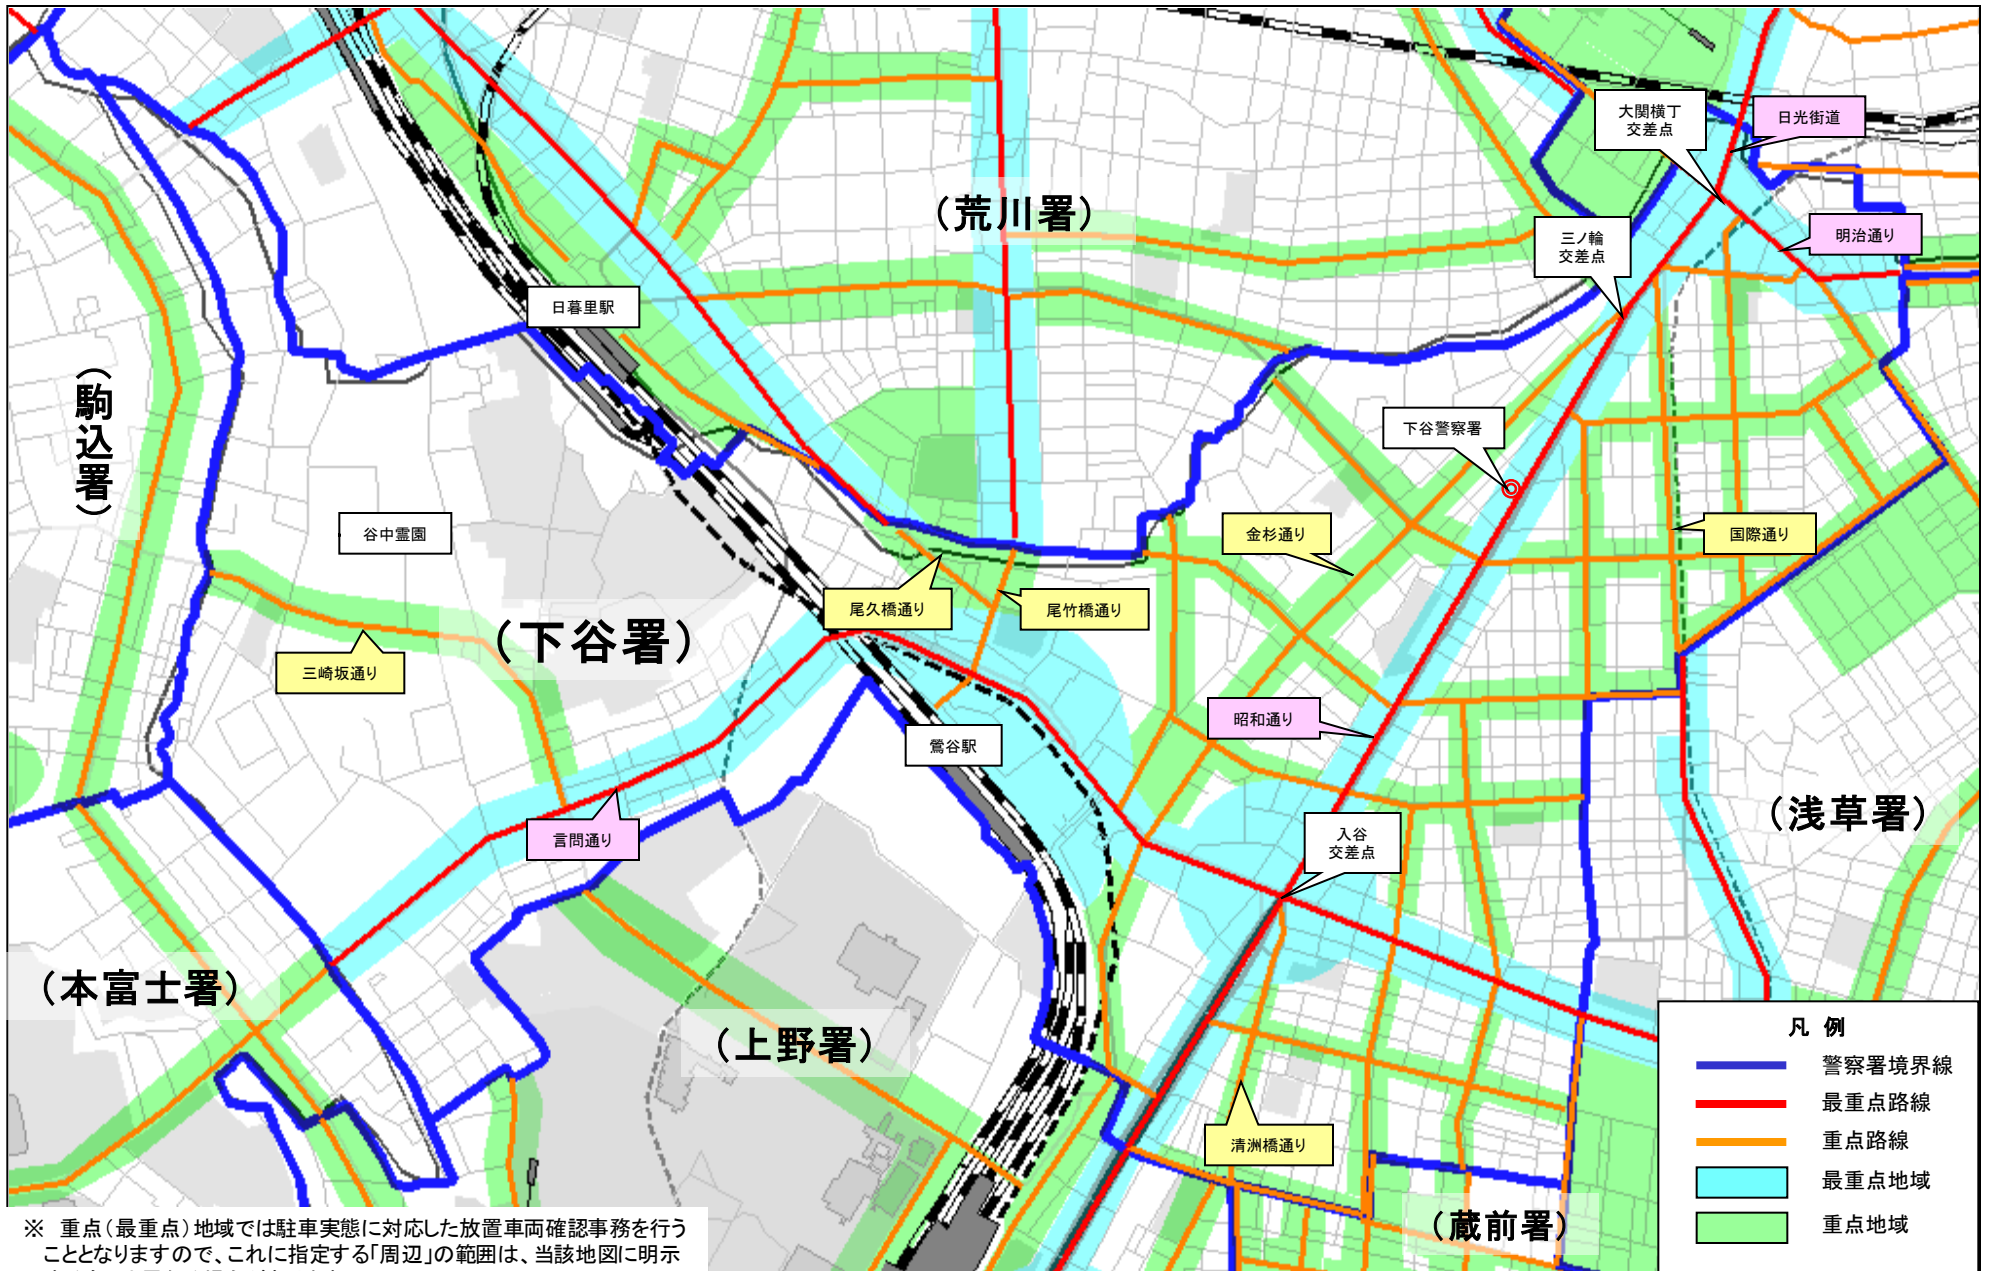 大関横丁
交差点
日光街道
(荒川署)
三ノ輪
交差点
明治通り
日暮里駅
(駒込署)
下谷警察署
谷中霊園
金杉通り
国際通り
尾久橋通り
尾竹橋通り
(下谷署)
三崎坂通り
昭和通り
鶯谷駅
言問通り
入谷
交差点
(浅草署)
(本富士署)
(上野署)
清洲橋通り
(蔵前署)
凡 例
警察署境界線
最重点路線
重点路線
最重点地域
重点地域
※ 重点(最重点)地域では駐車実態に対応した放置車両確認事務を行う
こととなりますので、これに指定する「周辺」の範囲は、当該地図に明示